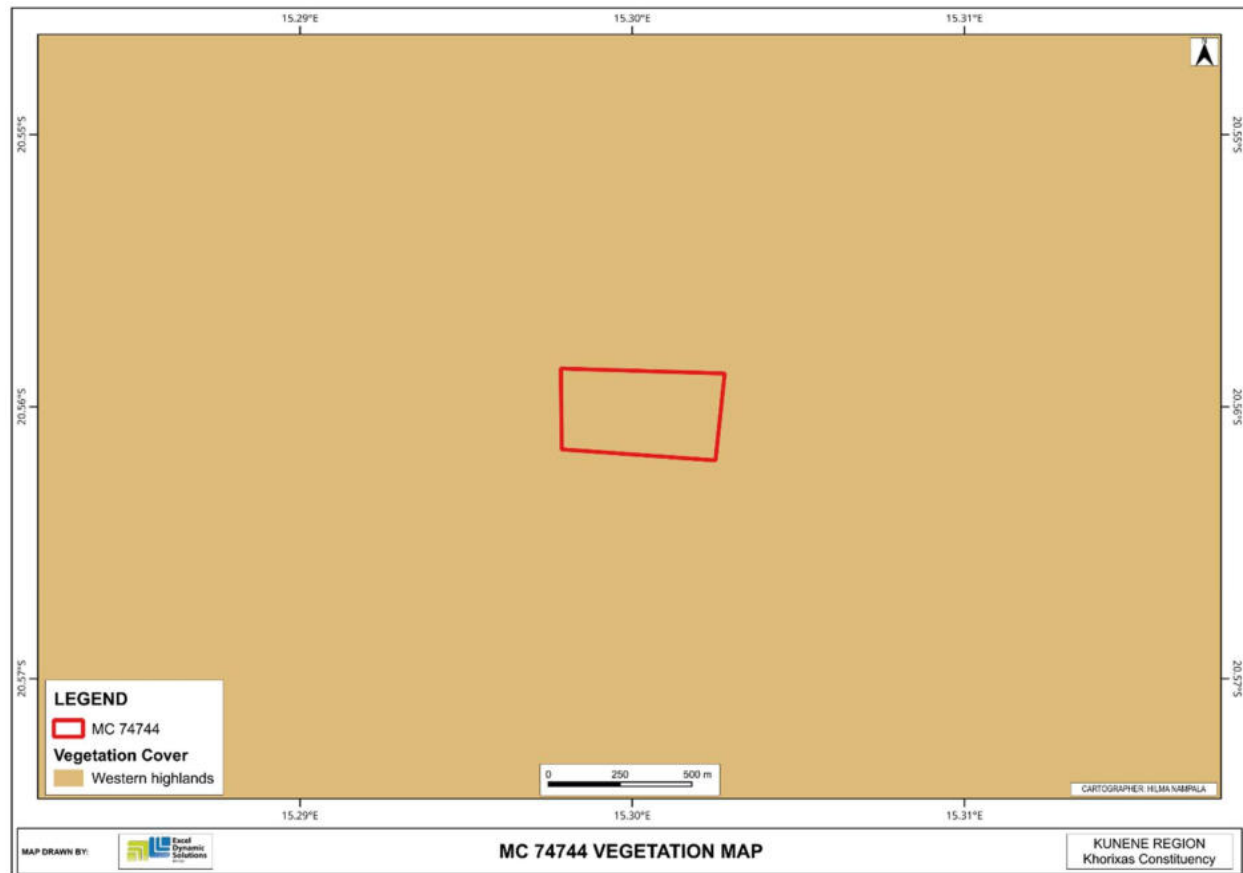 15.29°E
15.30°E
15.31°E
N
20.55°S
20.55°S
20.56°S
20.56°S
20.57°S
20.57°S
LEGEND
MC 74744
Vegetation Cover
Western highlands
0 250 500 m
CARTOGRAPHER: HILMA NAMPALA
15.29°E
15.30°E
15.31°E
MAP DRAWN BY:
Excel
Dynamic
Solutions
MC 74744 VEGETATION MAP
KUNENE REGION
Khorixas Constituency